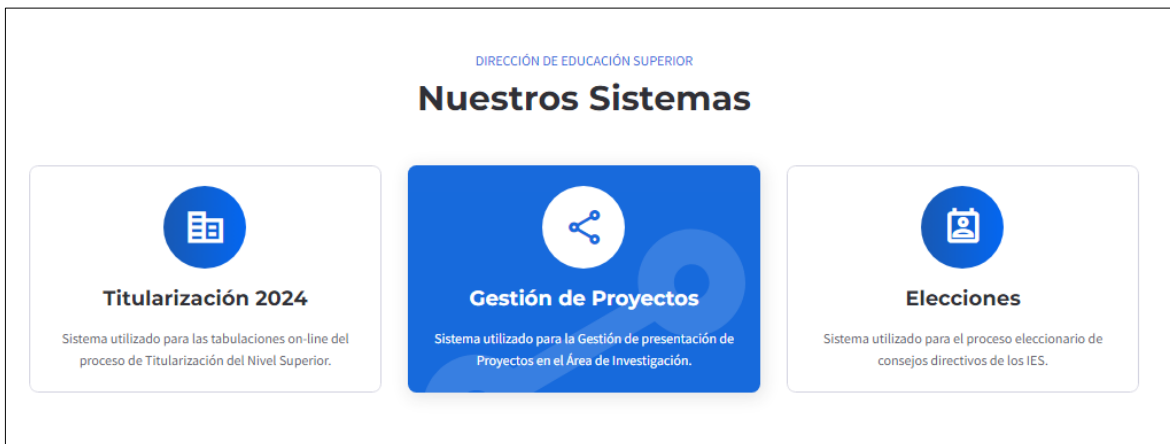 DIRECCIÓN DE EDUCACIÓN SUPERIOR
Nuestros Sistemas
Titularización 2024
Sistema utilizado para las tabulaciones on-line del
proceso de Titularización del Nivel Superior.
Gestión de Proyectos
Sistema utilizado para la Gestión de presentación de
Proyectos en el Área de Investigación.
Elecciones
Sistema utilizado para el proceso eleccionario de
consejos directivos de los IES.